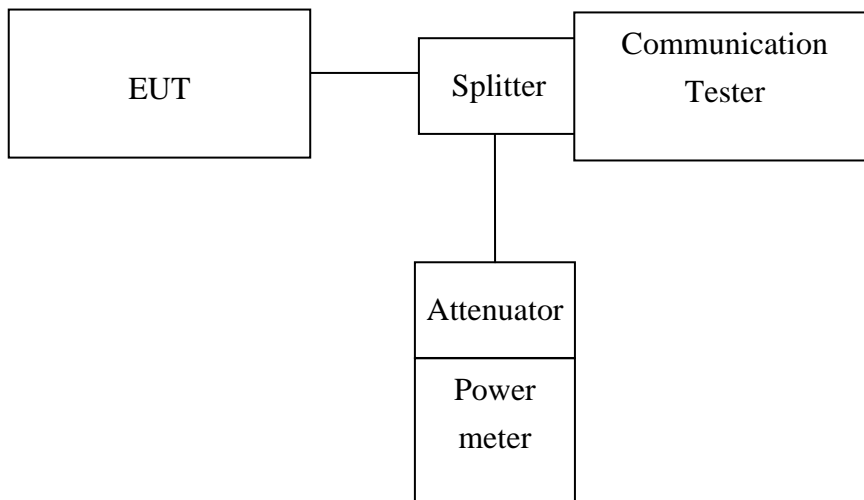 EUT
Splitter
Communication
Tester
Attenuator
Power
meter